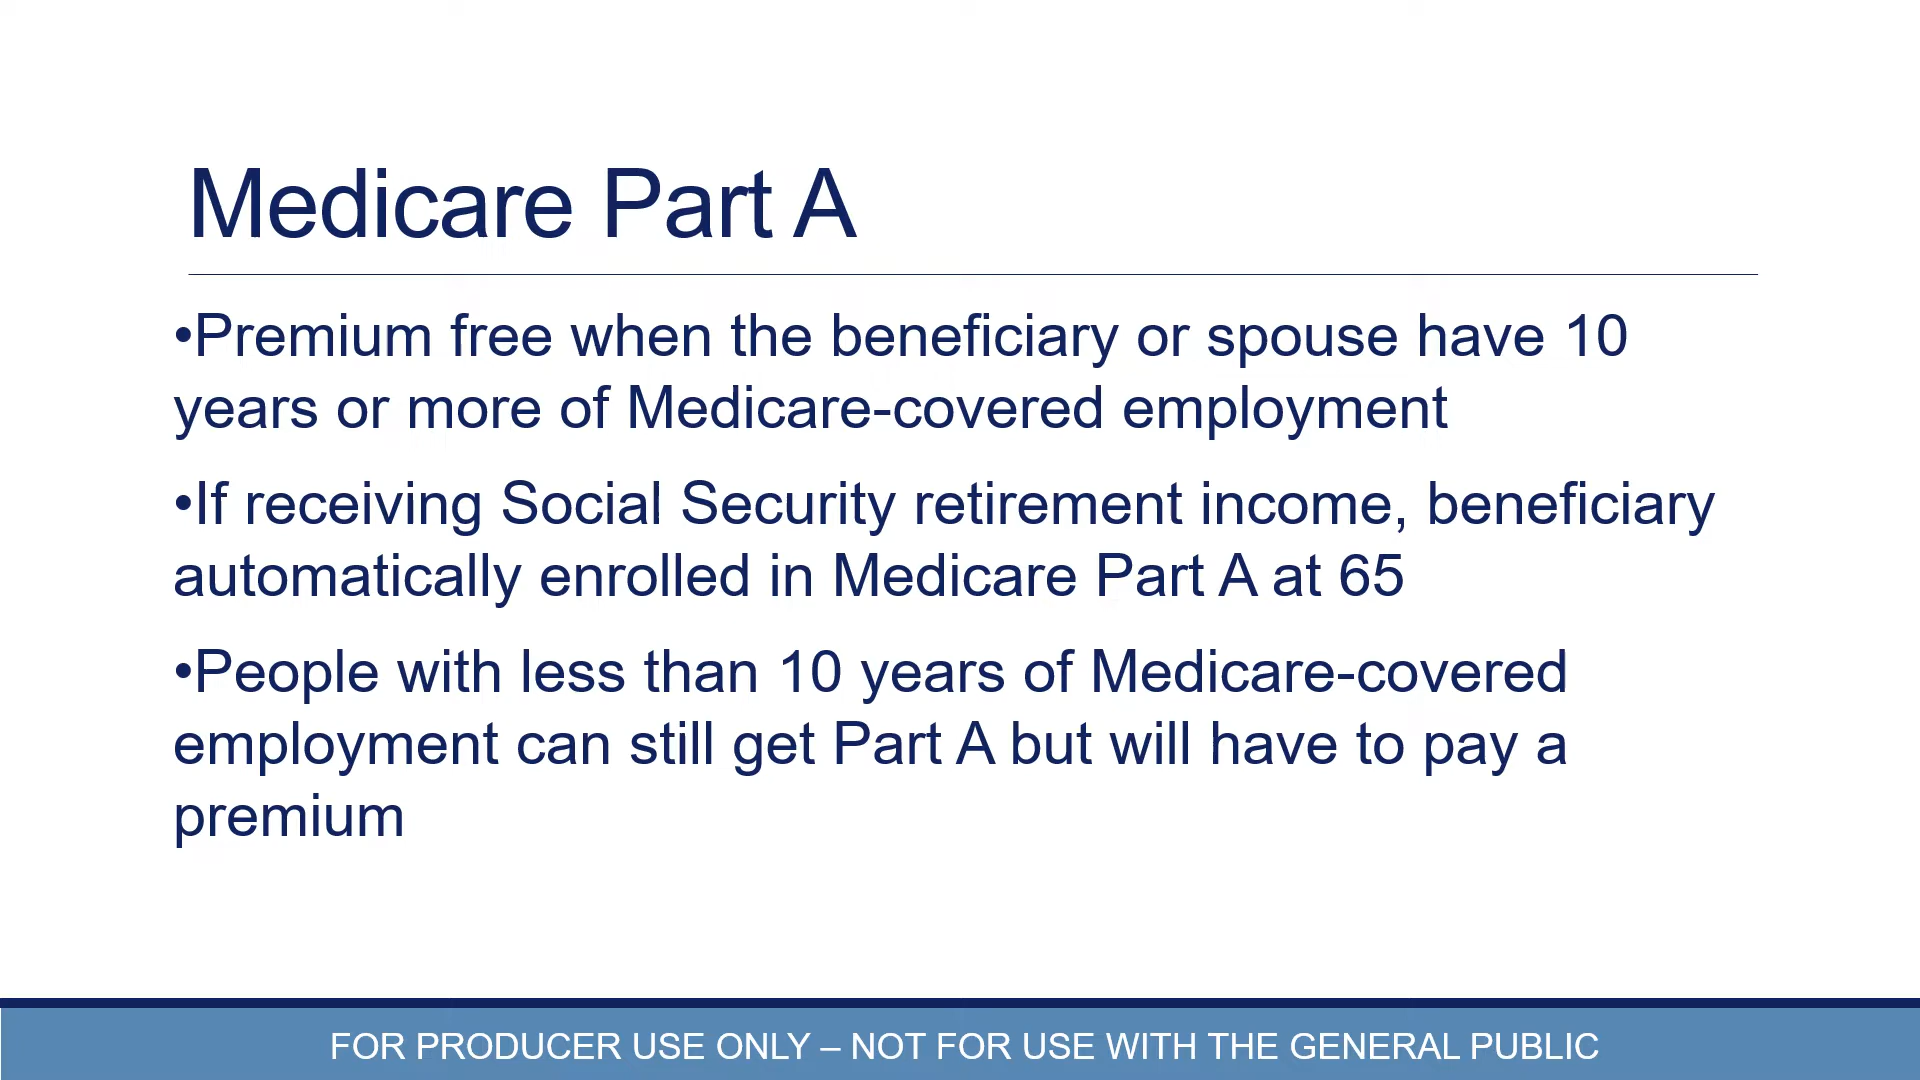 Medicare Part A
•Premium free when the beneficiary or spouse have 10
years or more of Medicare-covered employment
•If receiving Social Security retirement income, beneficiary
automatically enrolled in Medicare Part A at 65
•People with less than 10 years of Medicare-covered
employment can still get Part A but will have to pay a
premium
FOR PRODUCER USE ONLY – NOT FOR USE WITH THE GENERAL PUBLIC